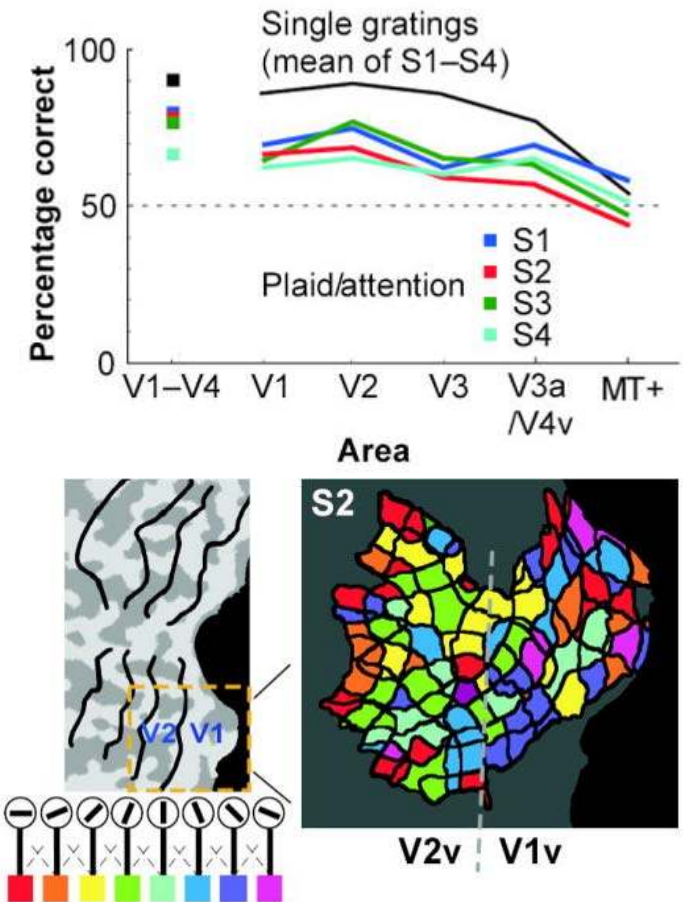 100
Single gratings
(mean of S1–S4)
Percentage correct
50
S1
S2
Plaid/attention
S3
S4
0
V1–V4
V1
V2
V3
V3a
/V4v
MT+
Area
S2
V2
V1
V2v
V1v